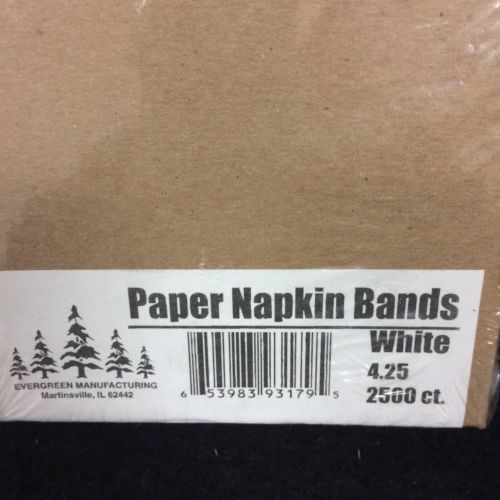 Paper Napkin Bands
White
4.25
2500 ct.
6 53983 93179 5
EVERGREEN MANUFACTURING
Martinsville, IL 62442